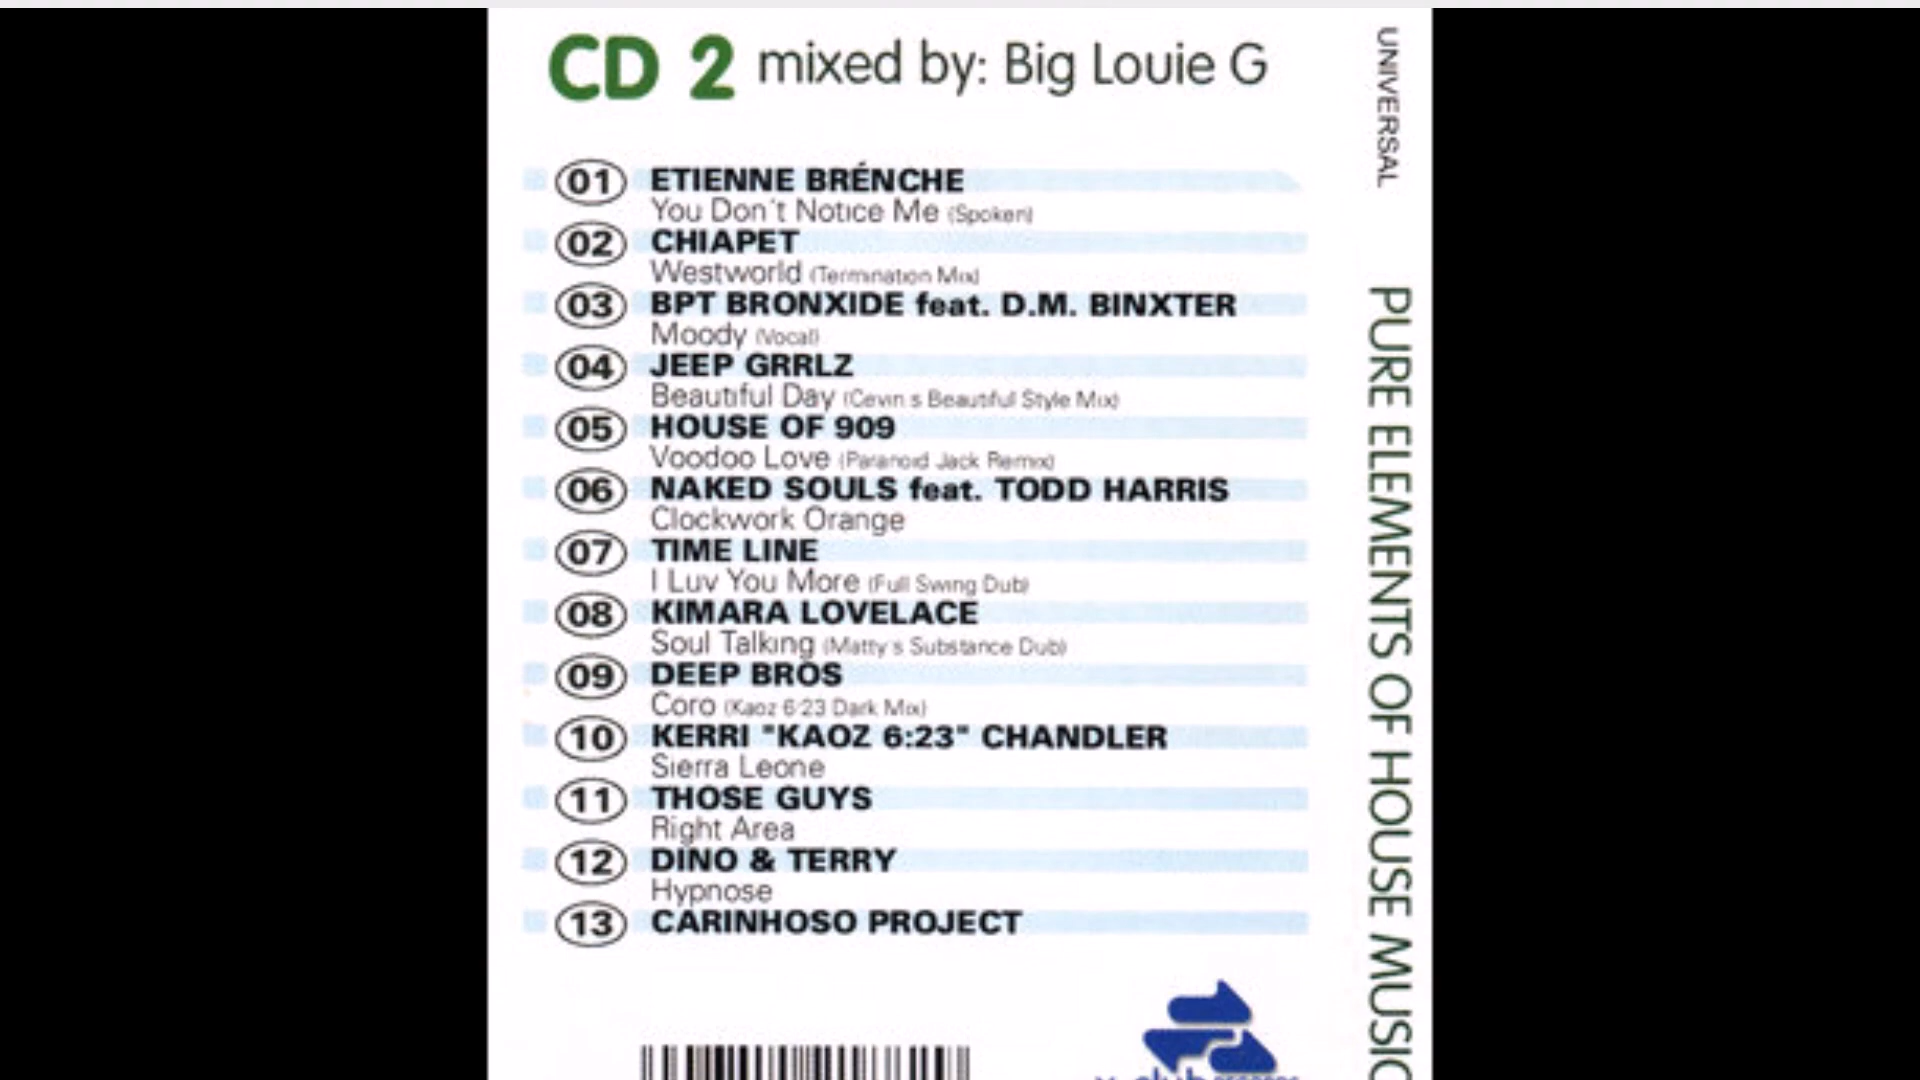 CD 2 mixed by: Big Louie G
01 ETIENNE BRÉNCHE
You Don't Notice Me (Spoken)
02 CHIAPET
Westworld (Termination Mix)
03 BPT BRONXIDE feat. D.M. BINXTER
Moody (Vocal)
04 JEEP GRRLZ
Beautiful Day (Cevin's Beautiful Style Mix)
05 HOUSE OF 909
Voodoo Love (Paranoid Jack Remix)
06 NAKED SOULS feat. TODD HARRIS
Clockwork Orange
07 TIME LINE
I Luv You More (Full Swing Dub)
08 KIMARA LOVELACE
Soul Talking (Matty's Substance Dub)
09 DEEP BROS
Coro (Kaoz 6:23 Dark Mix)
10 KERRI "KAOZ 6:23" CHANDLER
Sierra Leone
11 THOSE GUYS
Right Area
12 DINO & TERRY
Hypnose
13 CARINHOSO PROJECT
UNIVERSAL
PURE ELEMENTS OF HOUSE MUSIC